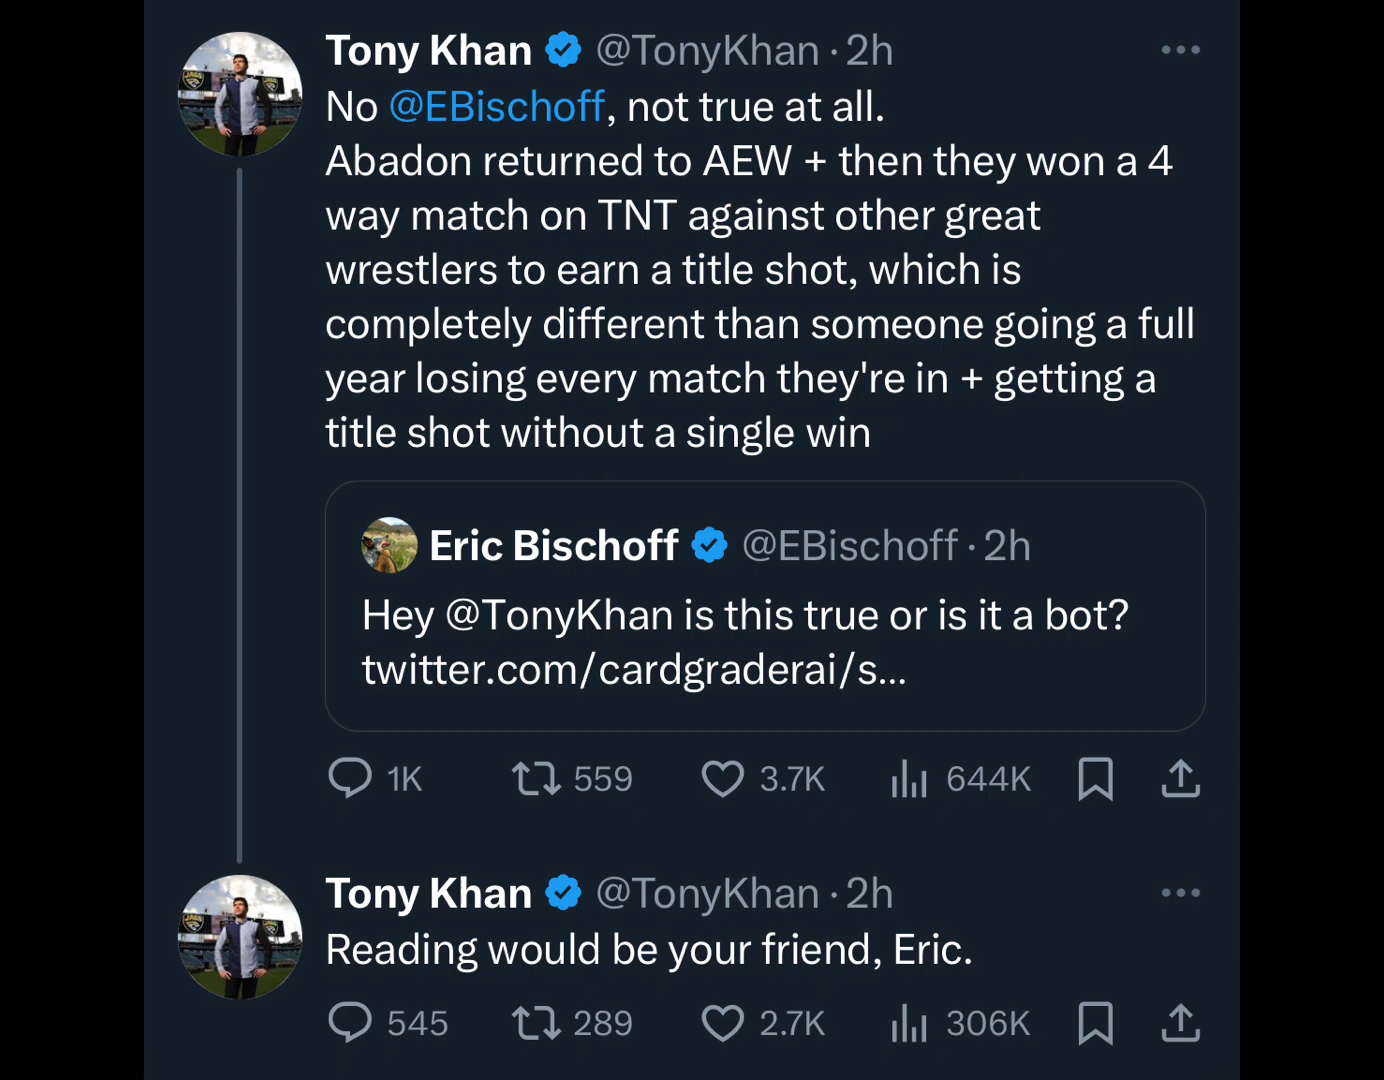 Tony Khan @TonyKhan · 2h
No @EBischoff, not true at all.
Abadon returned to AEW + then they won a 4
way match on TNT against other great
wrestlers to earn a title shot, which is
completely different than someone going a full
year losing every match they're in + getting a
title shot without a single win
Eric Bischoff @EBischoff · 2h
Hey @TonyKhan is this true or is it a bot?
twitter.com/cardgraderai/s...
1K 559 3.7K 644K
Tony Khan @TonyKhan · 2h
Reading would be your friend, Eric.
545 289 2.7K 306K